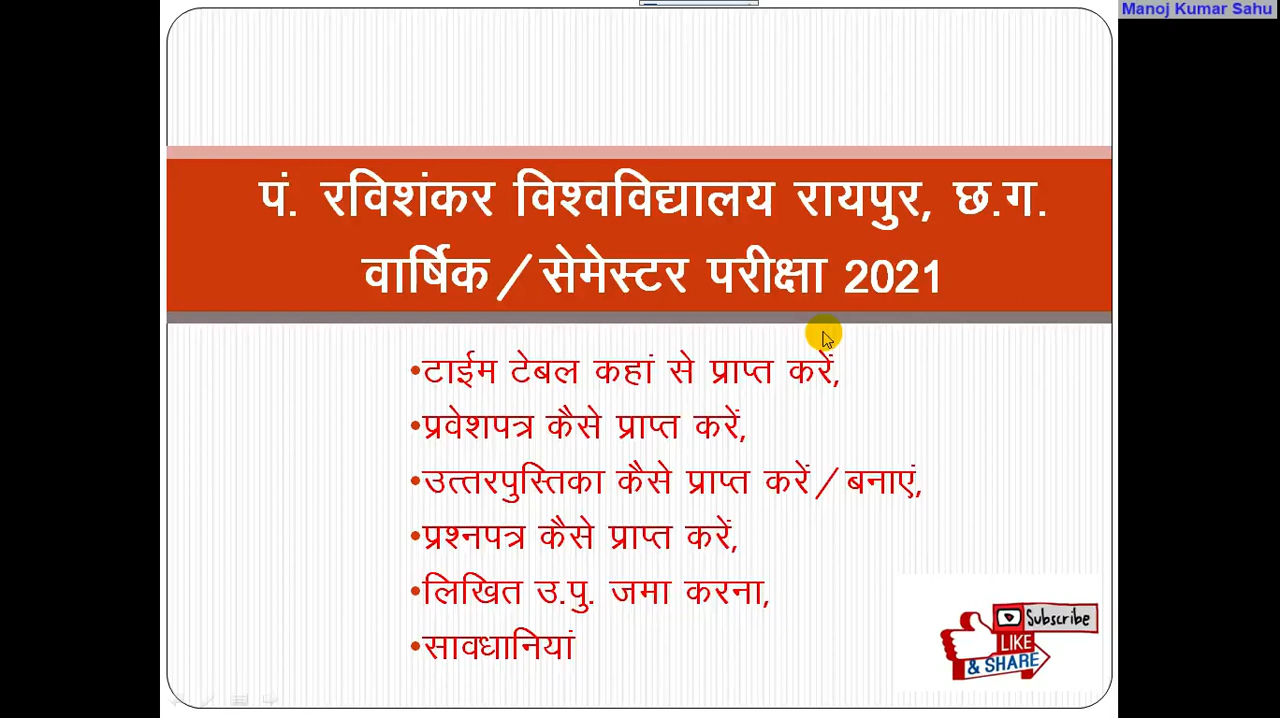 Manoj Kumar Sahu
पं. रविशंकर विश्वविद्यालय रायपुर, छ.ग.
वार्षिक/सेमेस्टर परीक्षा 2021
•टाईम टेबल कहां से प्राप्त करें,
•प्रवेशपत्र कैसे प्राप्त करें,
•उत्तरपुस्तिका कैसे प्राप्त करें/बनाएं,
•प्रश्नपत्र कैसे प्राप्त करें,
•लिखित उ.पु. जमा करना,
•सावधानियां
Subscribe
LIKE
& SHARE